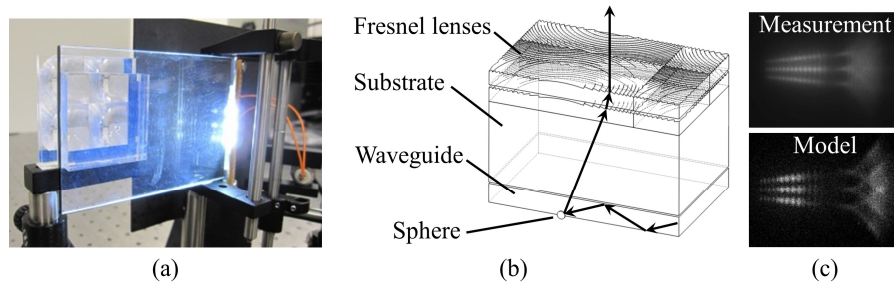 Fresnel lenses
Substrate
Waveguide
Sphere
Measurement
Model
(a)
(b)
(c)